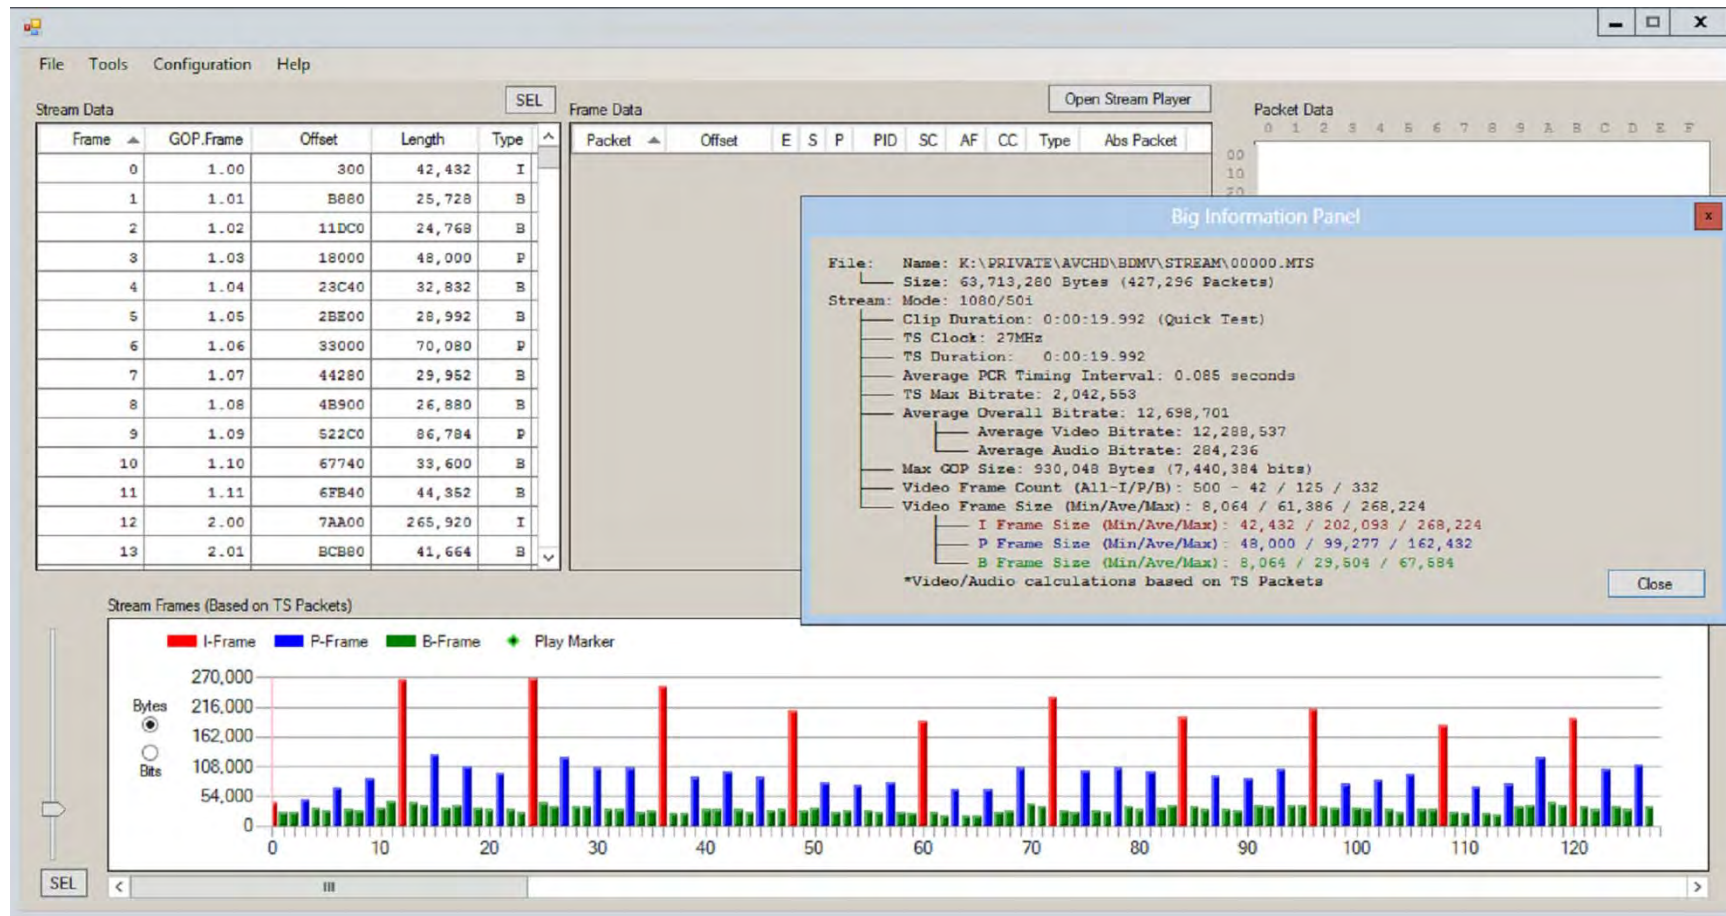 File Tools Configuration Help
Stream Data SEL Frame Data Open Stream Player Packet Data
Frame GOP.Frame Offset Length Type Packet Offset E S P PID SC AF CC Type Abs Packet 0 1 2 3 4 5 6 7 8 9 A B C D E F
0 1.00 300 42,432 I 00
10
1 1.01 B880 25,728 B 20
2 1.02 11DC0 24,768 B
3 1.03 18000 48,000 P
4 1.04 23C40 32,832 B
5 1.05 2BE00 28,992 B
6 1.06 33000 70,080 P
7 1.07 44280 29,952 B
8 1.08 4B900 26,880 B
9 1.09 522C0 86,784 P
10 1.10 67740 33,600 B
11 1.11 6FB40 44,352 B
12 2.00 7AA00 265,920 I
13 2.01 BCB80 41,664 B
Big Information Panel
x
File: Name: K:\PRIVATE\AVCHD\BDMV\STREAM\00000.MTS
Size: 63,713,280 Bytes (427,296 Packets)
Stream: Mode: 1080/50i
Clip Duration: 0:00:19.992 (Quick Test)
TS Clock: 27MHz
TS Duration: 0:00:19.992
Average PCR Timing Interval: 0.085 seconds
TS Max Bitrate: 2,042,553
Average Overall Bitrate: 12,698,701
Average Video Bitrate: 12,288,537
Average Audio Bitrate: 284,236
Max GOP Size: 930,048 Bytes (7,440,384 bits)
Video Frame Count (All-I/P/B): 500 - 42 / 125 / 332
Video Frame Size (Min/Ave/Max): 8,064 / 61,386 / 268,224
I Frame Size (Min/Ave/Max): 42,432 / 202,093 / 268,224
P Frame Size (Min/Ave/Max): 48,000 / 99,277 / 162,432
B Frame Size (Min/Ave/Max): 8,064 / 29,504 / 67,584
*Video/Audio calculations based on TS Packets
Close
Stream Frames (Based on TS Packets)
I-Frame P-Frame B-Frame Play Marker
270,000
Bytes 216,000
162,000
Bits 108,000
54,000
0
0 10 20 30 40 50 60 70 80 90 100 110 120
SEL